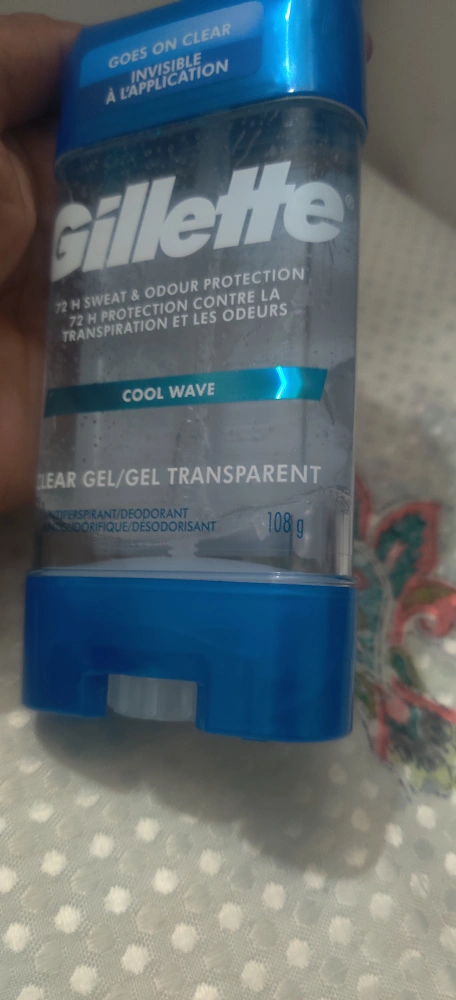 GOES ON CLEAR
INVISIBLE
À L'APPLICATION
Gillette®
72 H SWEAT & ODOUR PROTECTION
72 H PROTECTION CONTRE LA
TRANSPIRATION ET LES ODEURS
COOL WAVE
CLEAR GEL/GEL TRANSPARENT
ANTIPERSPIRANT/DEODORANT
ANTISUDORIFIQUE/DÉSODORISANT
108 g